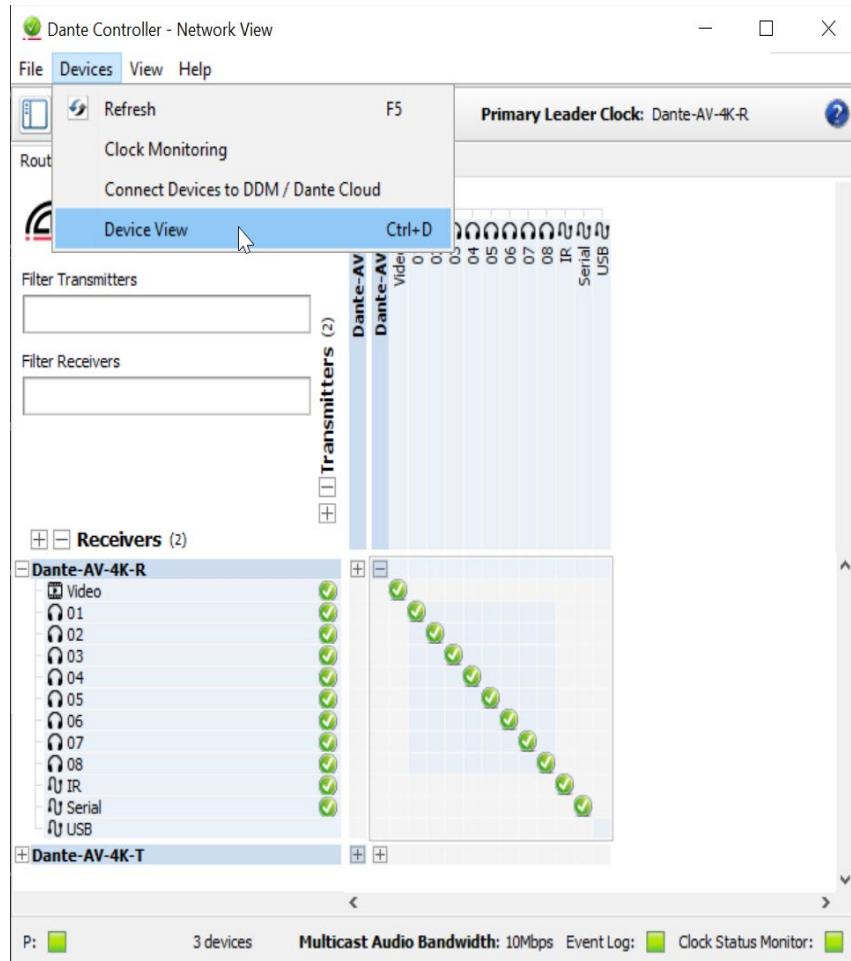 Dante Controller - Network View
File Devices View Help
Refresh F5
Clock Monitoring
Connect Devices to DDM / Dante Cloud
Device View Ctrl+D
Primary Leader Clock: Dante-AV-4K-R
Rout
Filter Transmitters
Filter Receivers
Transmitters (2)
Dante-AV
Dante-AV
Video
03
04
05
06
07
08
IR
Serial
USB
Receivers (2)
Dante-AV-4K-R
Video
01
02
03
04
05
06
07
08
IR
Serial
USB
Dante-AV-4K-T
P: 3 devices Multicast Audio Bandwidth: 10Mbps Event Log: Clock Status Monitor: